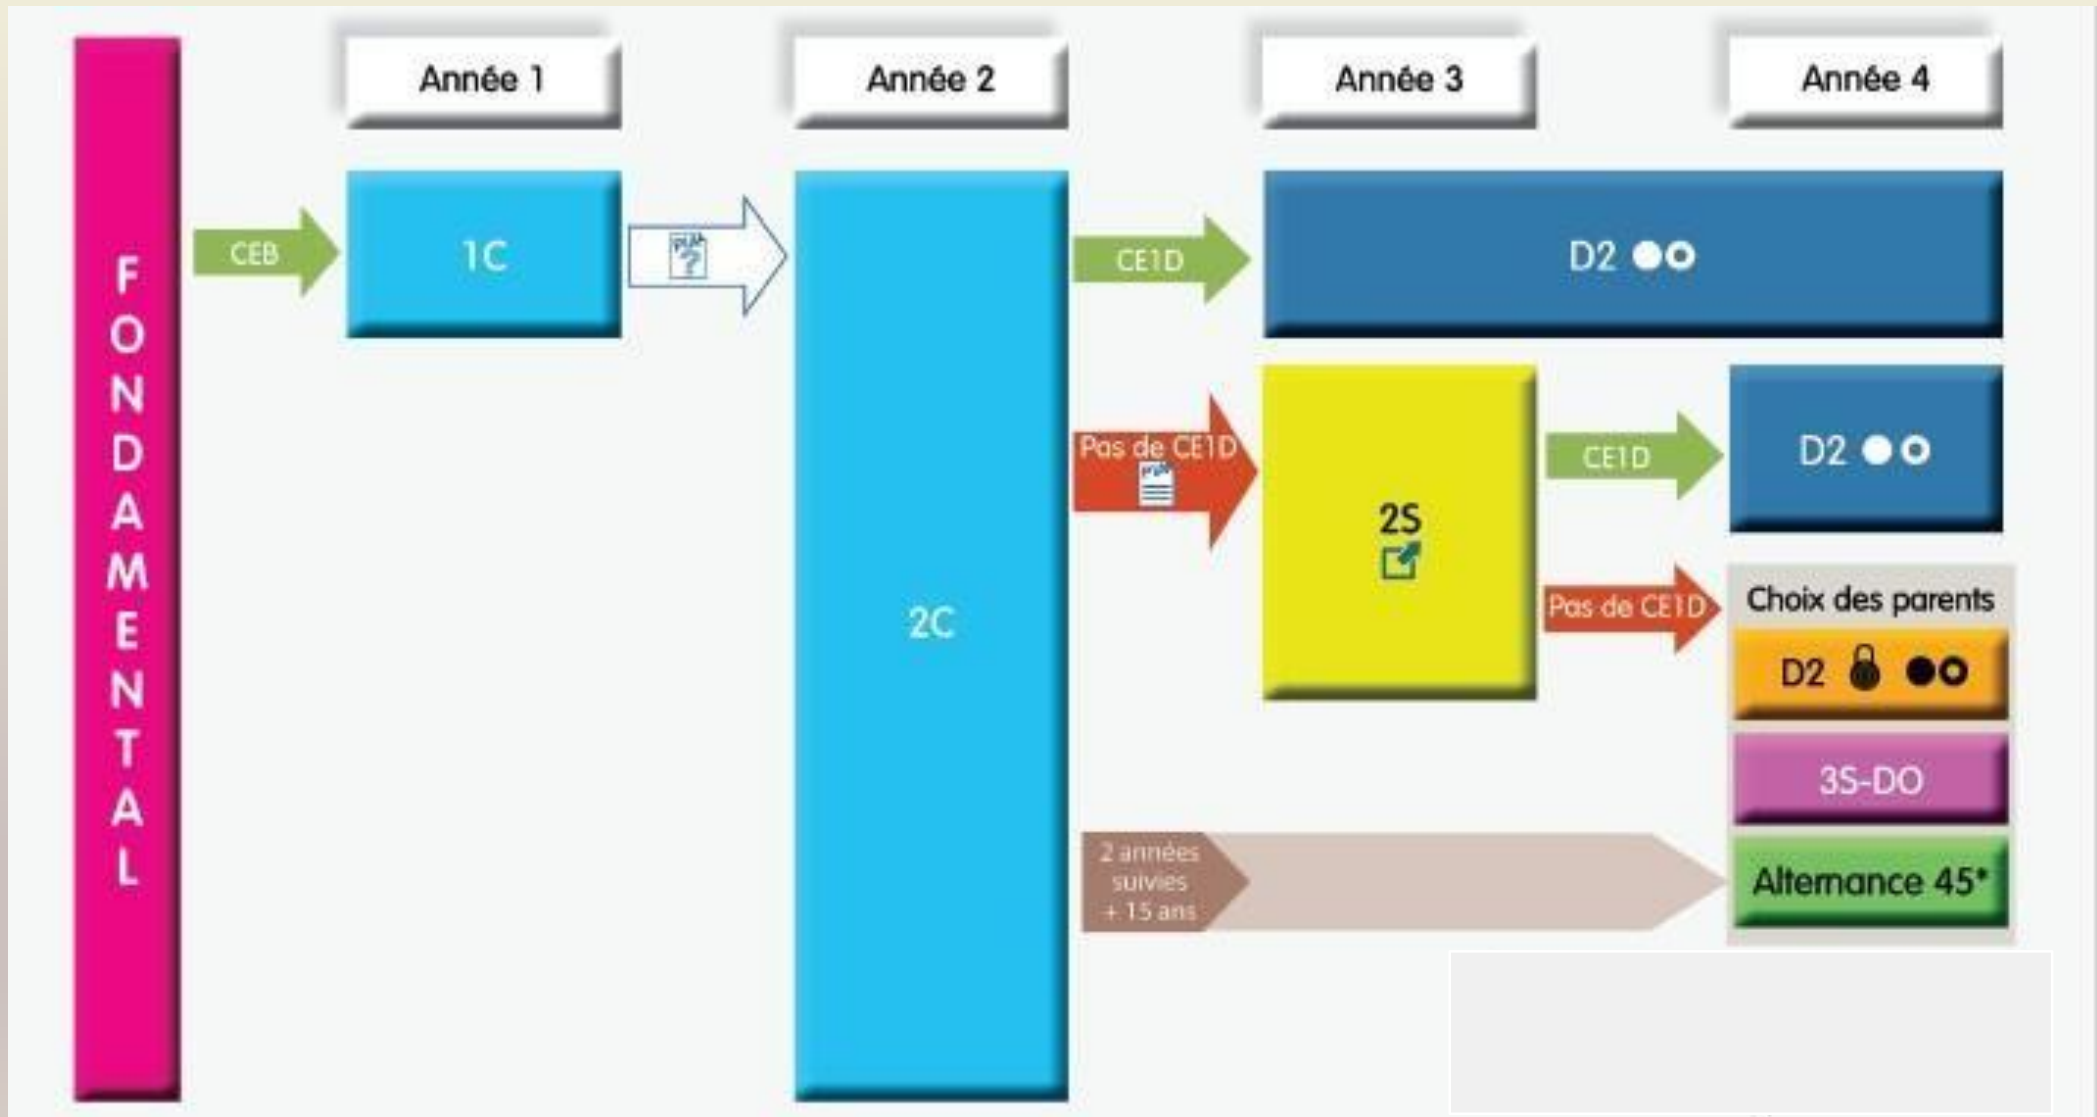 Année 1
Année 2
Année 3
Année 4
FONDAMENTAL
CEB
1C
PIA
?
2C
CE1D
D2
Pas de CE1D
PIA
2S
CE1D
D2
Pas de CE1D
Choix des parents
D2
3S-DO
Alternance 45*
2 années
suivies
+ 15 ans